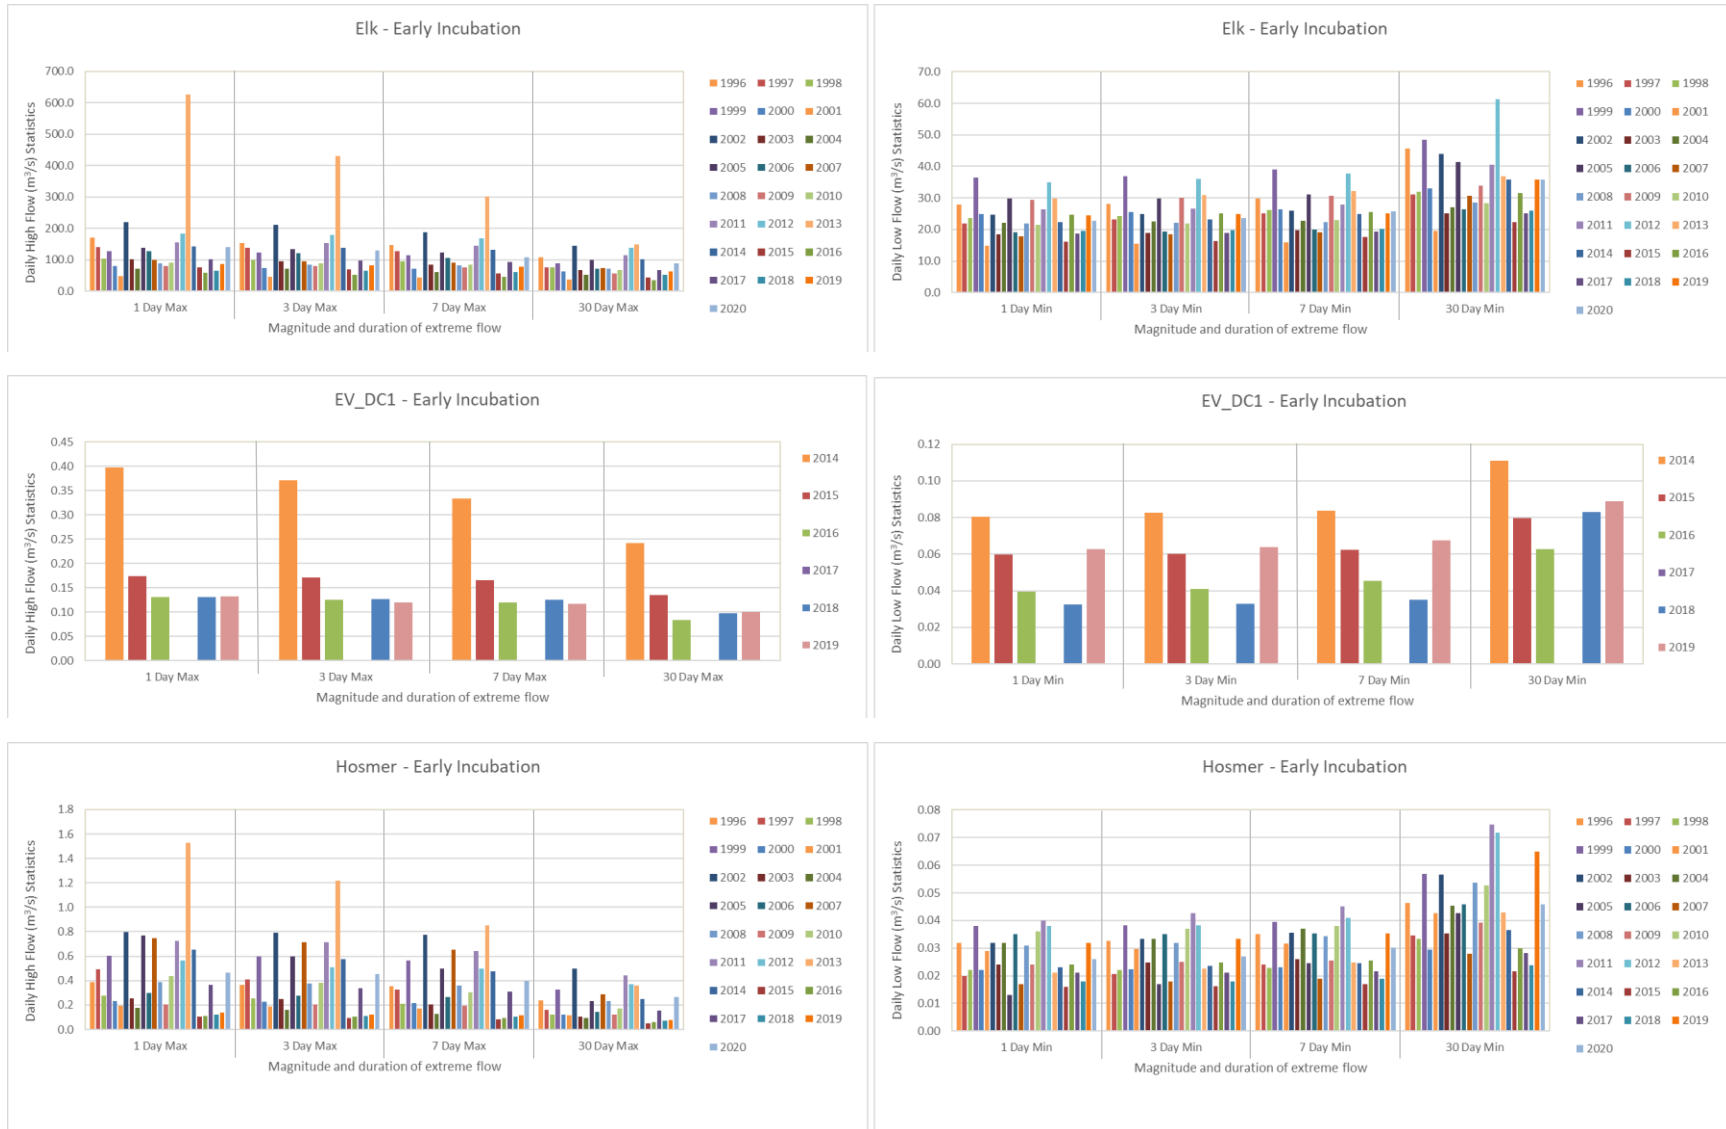 Elk - Early Incubation
Daily High Flow (m³/s) Statistics
700.0
600.0
500.0
400.0
300.0
200.0
100.0
0.0
1 Day Max 3 Day Max 7 Day Max 30 Day Max
Magnitude and duration of extreme flow
1996 1997 1998
1999 2000 2001
2002 2003 2004
2005 2006 2007
2008 2009 2010
2011 2012 2013
2014 2015 2016
2017 2018 2019
2020
Elk - Early Incubation
Daily Low Flow (m³/s) Statistics
70.0
60.0
50.0
40.0
30.0
20.0
10.0
0.0
1 Day Min 3 Day Min 7 Day Min 30 Day Min
Magnitude and duration of extreme flow
1996 1997 1998
1999 2000 2001
2002 2003 2004
2005 2006 2007
2008 2009 2010
2011 2012 2013
2014 2015 2016
2017 2018 2019
2020
EV_DC1 - Early Incubation
Daily High Flow (m³/s) Statistics
0.45
0.40
0.35
0.30
0.25
0.20
0.15
0.10
0.05
0.00
1 Day Max 3 Day Max 7 Day Max 30 Day Max
Magnitude and duration of extreme flow
2014
2015
2016
2017
2018
2019
EV_DC1 - Early Incubation
Daily Low Flow (m³/s) Statistics
0.12
0.10
0.08
0.06
0.04
0.02
0.00
1 Day Min 3 Day Min 7 Day Min 30 Day Min
Magnitude and duration of extreme flow
2014
2015
2016
2017
2018
2019
Hosmer - Early Incubation
Daily High Flow (m³/s) Statistics
1.8
1.6
1.4
1.2
1.0
0.8
0.6
0.4
0.2
0.0
1 Day Max 3 Day Max 7 Day Max 30 Day Max
Magnitude and duration of extreme flow
1996 1997 1998
1999 2000 2001
2002 2003 2004
2005 2006 2007
2008 2009 2010
2011 2012 2013
2014 2015 2016
2017 2018 2019
2020
Hosmer - Early Incubation
Daily Low Flow (m³/s) Statistics
0.08
0.07
0.06
0.05
0.04
0.03
0.02
0.01
0.00
1 Day Min 3 Day Min 7 Day Min 30 Day Min
Magnitude and duration of extreme flow
1996 1997 1998
1999 2000 2001
2002 2003 2004
2005 2006 2007
2008 2009 2010
2011 2012 2013
2014 2015 2016
2017 2018 2019
2020